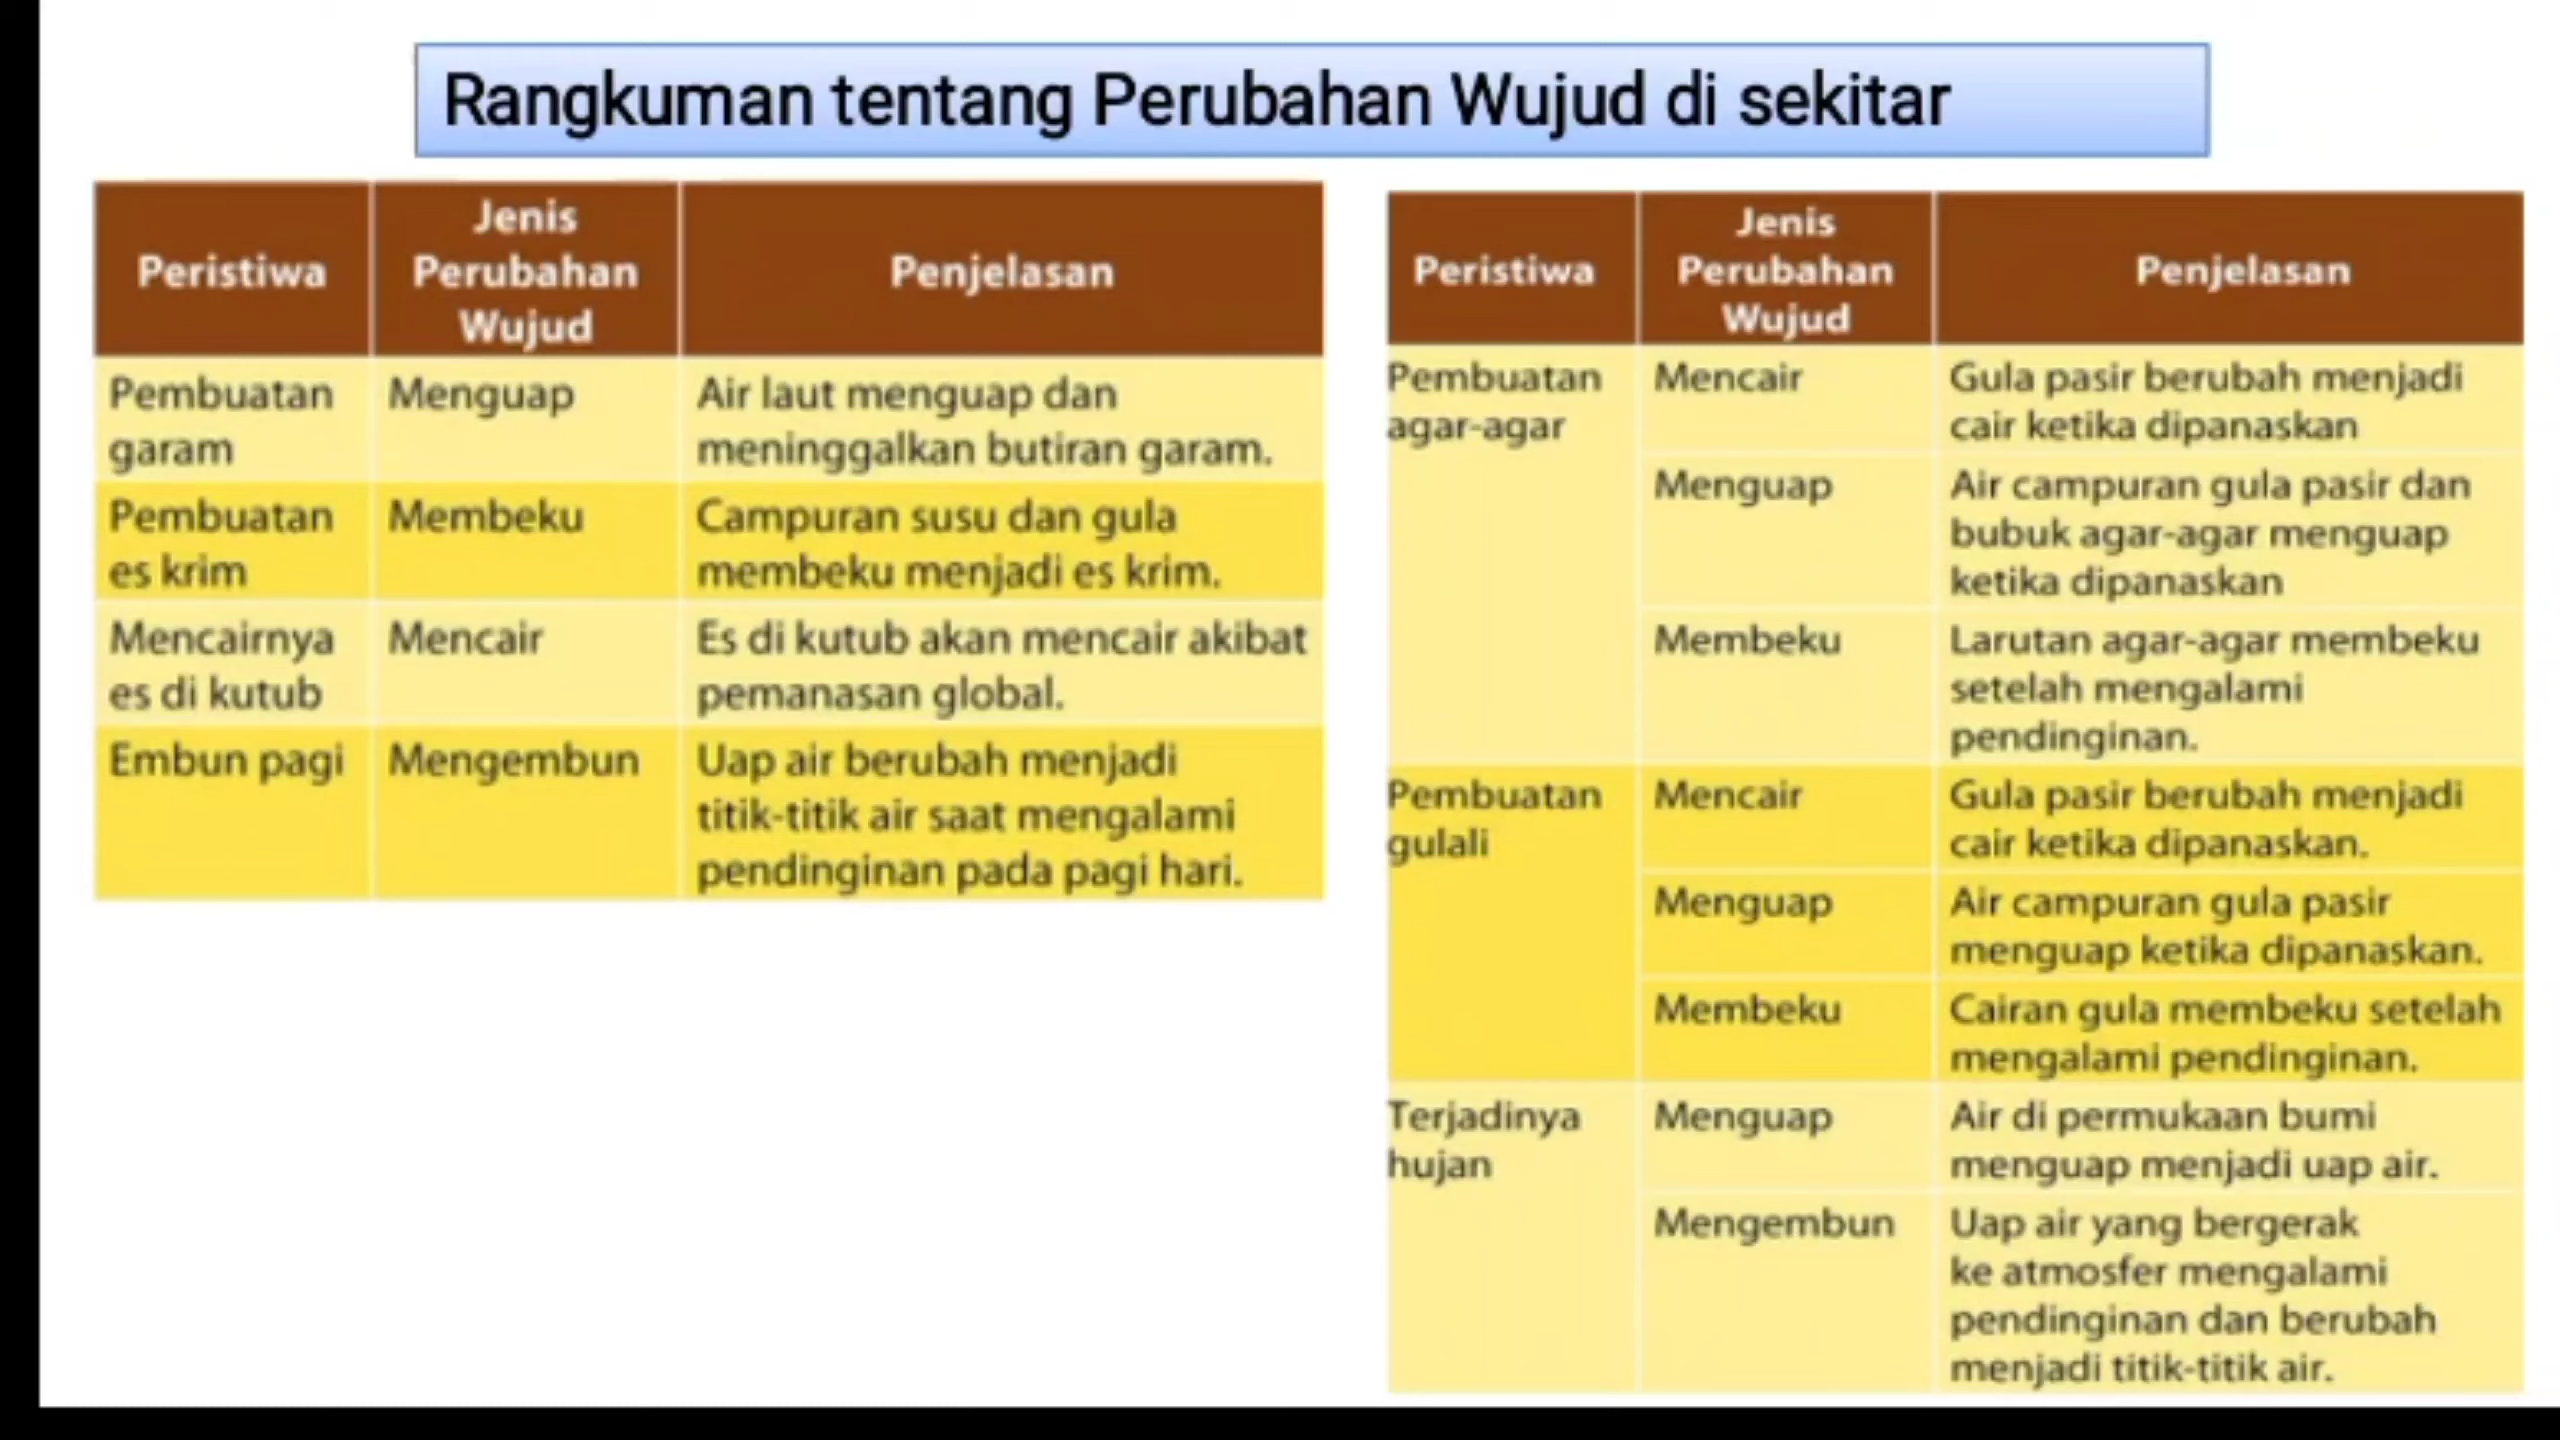 Rangkuman tentang Perubahan Wujud di sekitar
Peristiwa
Jenis
Perubahan
Wujud
Penjelasan
Pembuatan
garam
Menguap
Air laut menguap dan
meninggalkan butiran garam.
Pembuatan
es krim
Membeku
Campuran susu dan gula
membeku menjadi es krim.
Mencairnya
es di kutub
Mencair
Es di kutub akan mencair akibat
pemanasan global.
Embun pagi
Mengembun
Uap air berubah menjadi
titik-titik air saat mengalami
pendinginan pada pagi hari.
Peristiwa
Jenis
Perubahan
Wujud
Penjelasan
Pembuatan
agar-agar
Mencair
Gula pasir berubah menjadi
cair ketika dipanaskan
Menguap
Air campuran gula pasir dan
bubuk agar-agar menguap
ketika dipanaskan
Membeku
Larutan agar-agar membeku
setelah mengalami
pendinginan.
Pembuatan
gulali
Mencair
Gula pasir berubah menjadi
cair ketika dipanaskan.
Menguap
Air campuran gula pasir
menguap ketika dipanaskan.
Membeku
Cairan gula membeku setelah
mengalami pendinginan.
Terjadinya
hujan
Menguap
Air di permukaan bumi
menguap menjadi uap air.
Mengembun
Uap air yang bergerak
ke atmosfer mengalami
pendinginan dan berubah
menjadi titik-titik air.